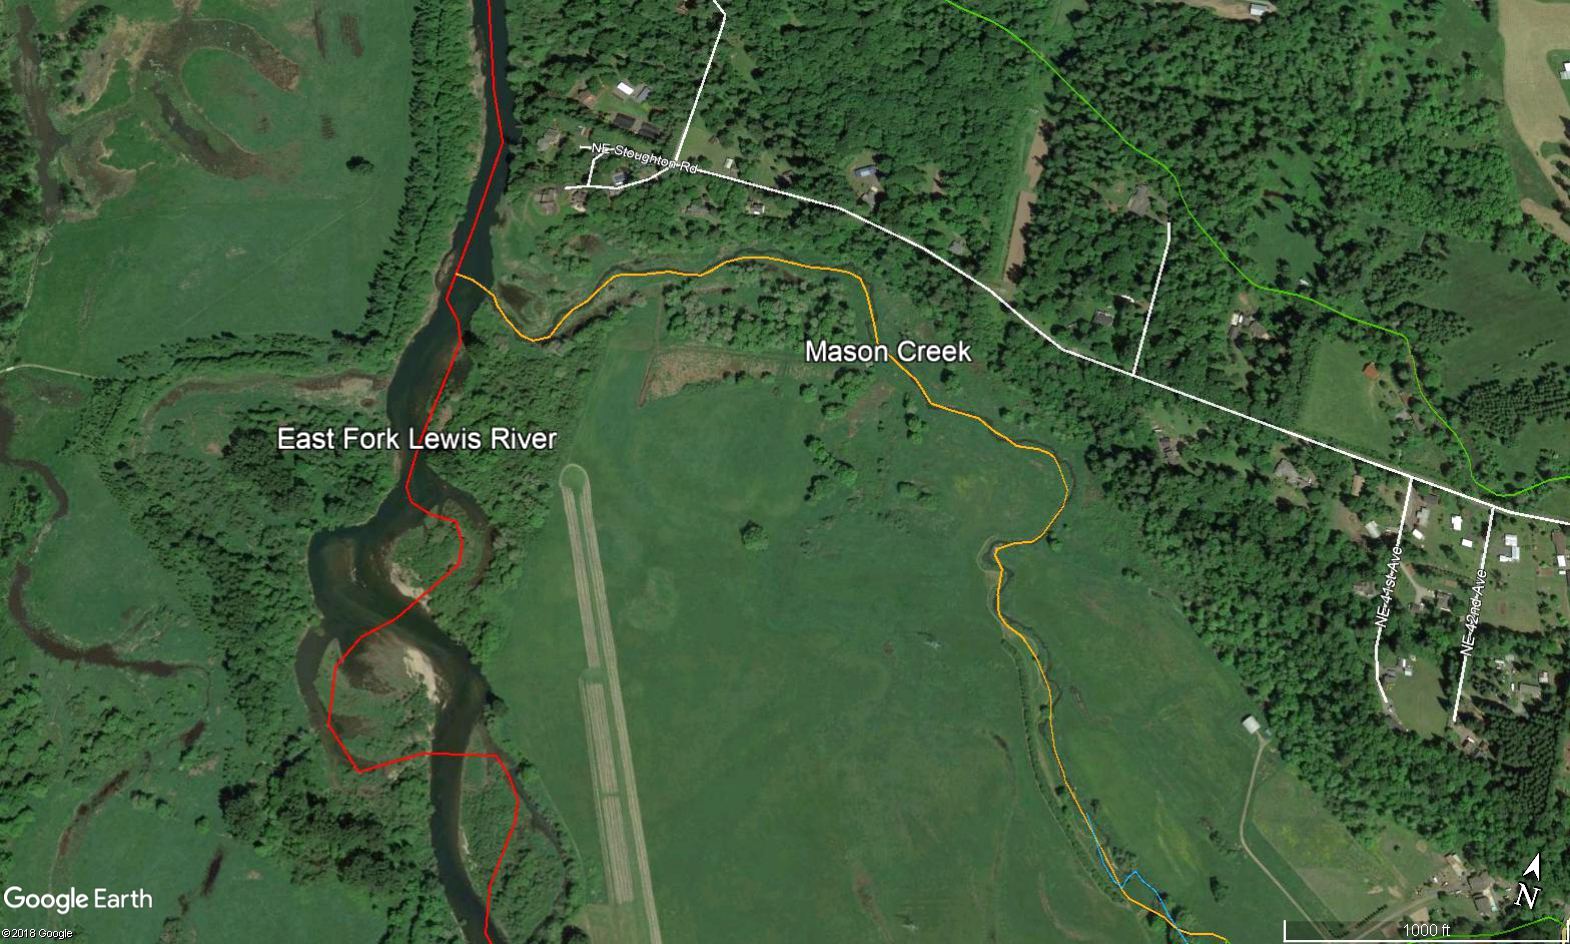 NE Stoughton Rd
Mason Creek
East Fork Lewis River
NE 41st Ave
NE 42nd Ave
Google Earth
©2018 Google
N
1000 ft